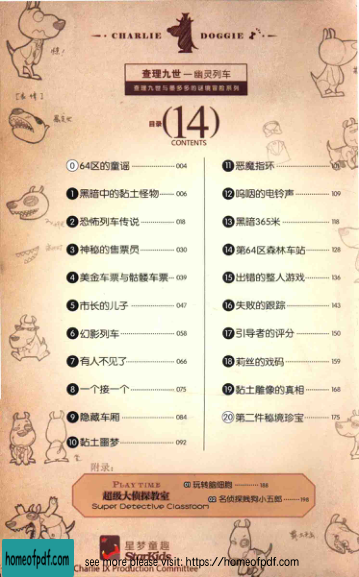 CHARLIE DOGGIE
查理九世—幽灵列车
查理九世与墨多多的谜境冒险系列
目录(14)
CONTENTS
0 64区的童谣 004
1 黑暗中的黏土怪物 006
2 恐怖列车传说 018
3 神秘的售票员 030
4 美金车票与骷髅车票 039
5 市长的儿子 047
6 幻影列车 058
7 有人不见了 066
8 一个接一个 075
9 隐藏车厢 084
10 黏土噩梦 092
11 恶魔指环
12 呜咽的电铃声 109
13 黑暗365米 118
14 第64区森林车站 128
15 出错的整人游戏 136
16 失败的跟踪 143
17 引导者的评分 150
18 莉丝的戏码 159
19 黏土雕像的真相 168
20 第二件秘境珍宝 175
附录:
PLAY TIME
超级大侦探教室
Super Detective Classroom
@ 玩转脑细胞 188
@ 名侦探贱狗小五郎 198
星梦童趣
StarKids
Charlie IX Production Committee
homeofpdf.com
see more please visit: https://homeofpdf.com